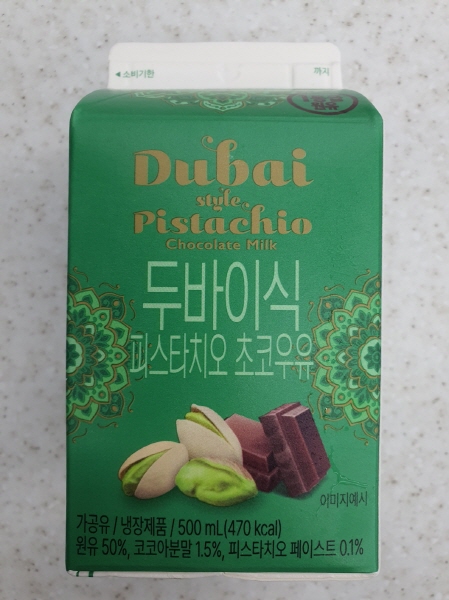 ◀소비기한 까지
Dubai
style
Pistachio
Chocolate Milk
두바이식
피스타치오 초코우유
이미지예시
가공유 / 냉장제품 / 500 mL(470 kcal)
원유 50%, 코코아분말 1.5%, 피스타치오 페이스트 0.1%